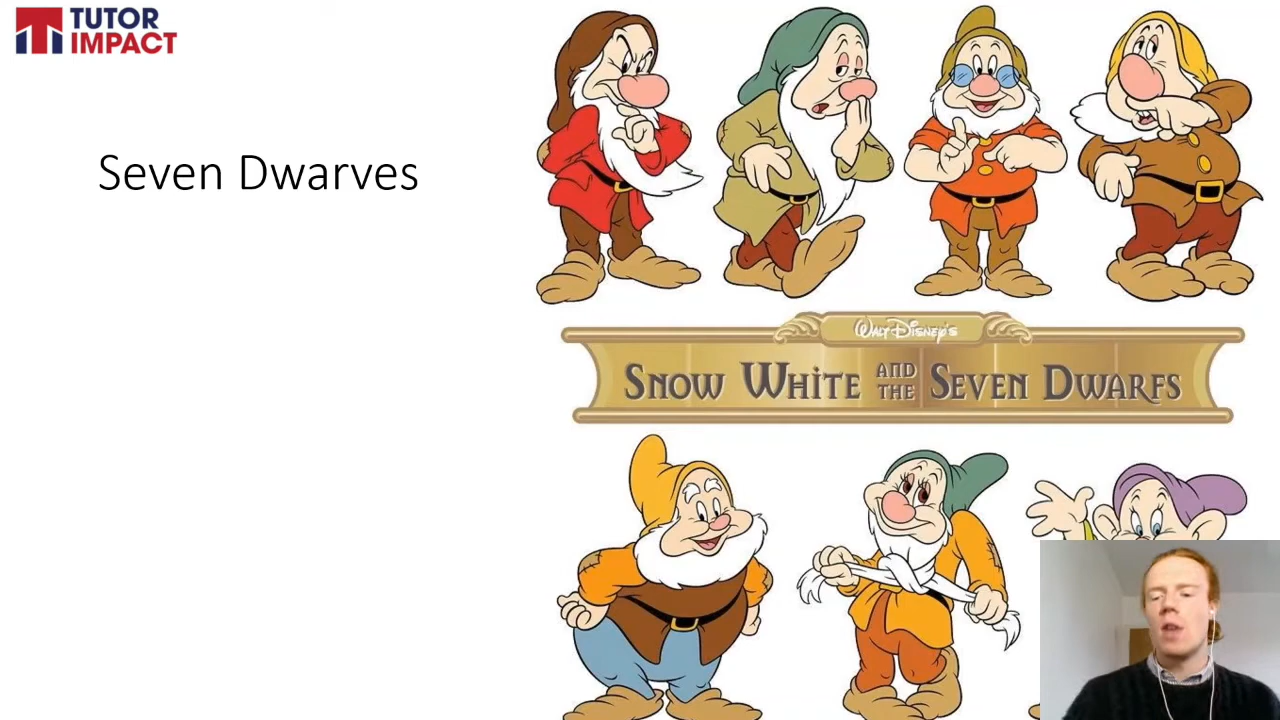 TUTOR
IMPACT
Seven Dwarves
WALT DISNEY'S
SNOW WHITE AND THE SEVEN DWARFS